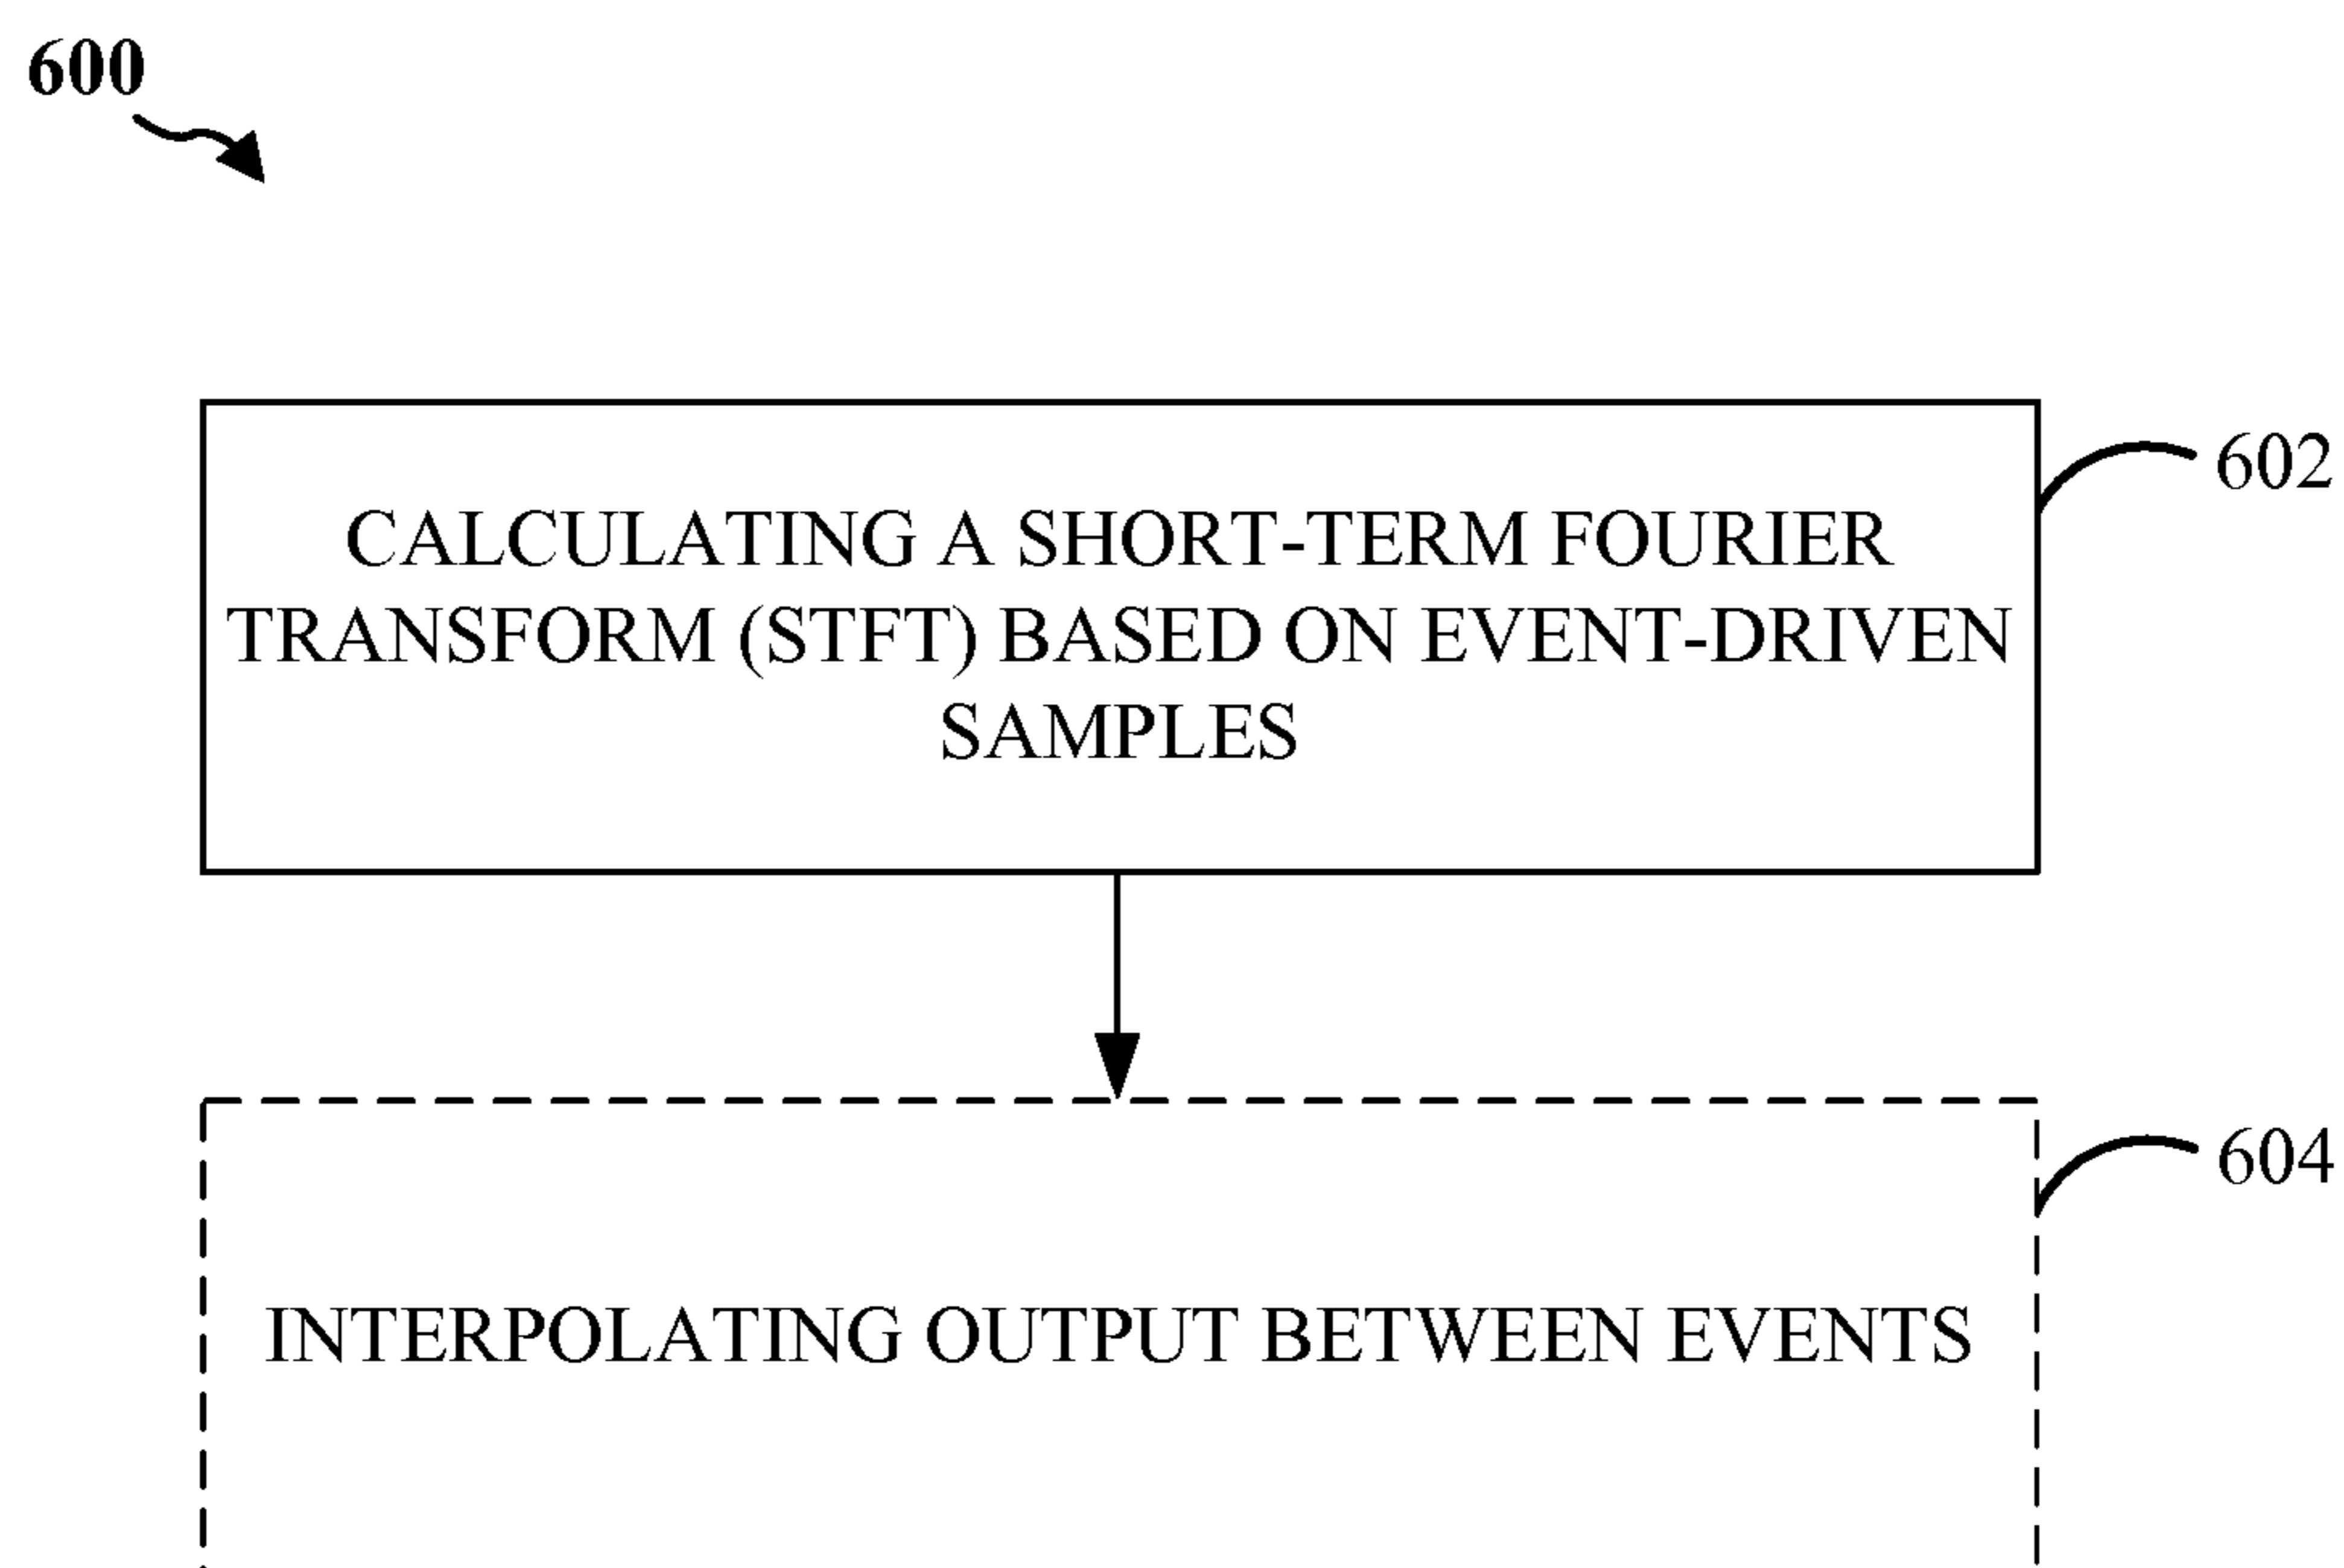 600
602
CALCULATING A SHORT-TERM FOURIER
TRANSFORM (STFT) BASED ON EVENT-DRIVEN
SAMPLES
604
INTERPOLATING OUTPUT BETWEEN EVENTS